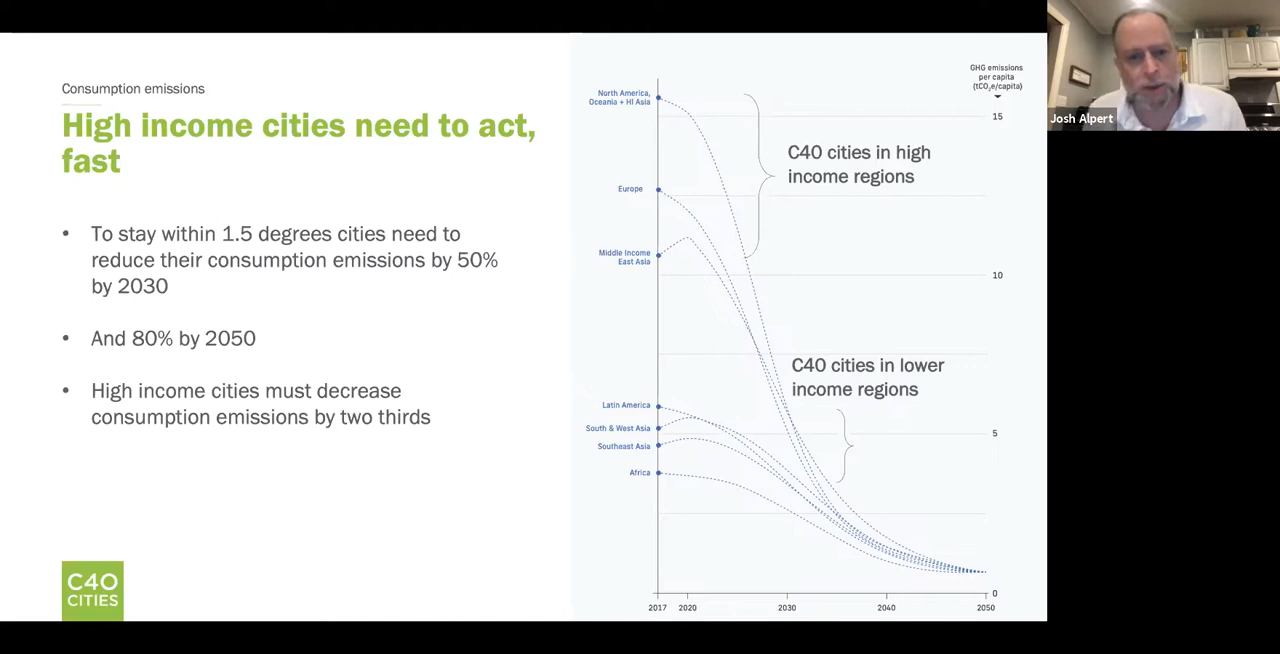 Consumption emissions
High income cities need to act,
fast
• To stay within 1.5 degrees cities need to
reduce their consumption emissions by 50%
by 2030
• And 80% by 2050
• High income cities must decrease
consumption emissions by two thirds
C40
CITIES
GHG emissions
per capita
(tCO₂e/capita)
North America,
Oceania + HI Asia
Europe
Middle Income
East Asia
Latin America
South & West Asia
Southeast Asia
Africa
C40 cities in high
income regions
C40 cities in lower
income regions
15
10
5
0
2017 2020 2030 2040 2050
Josh Alpert